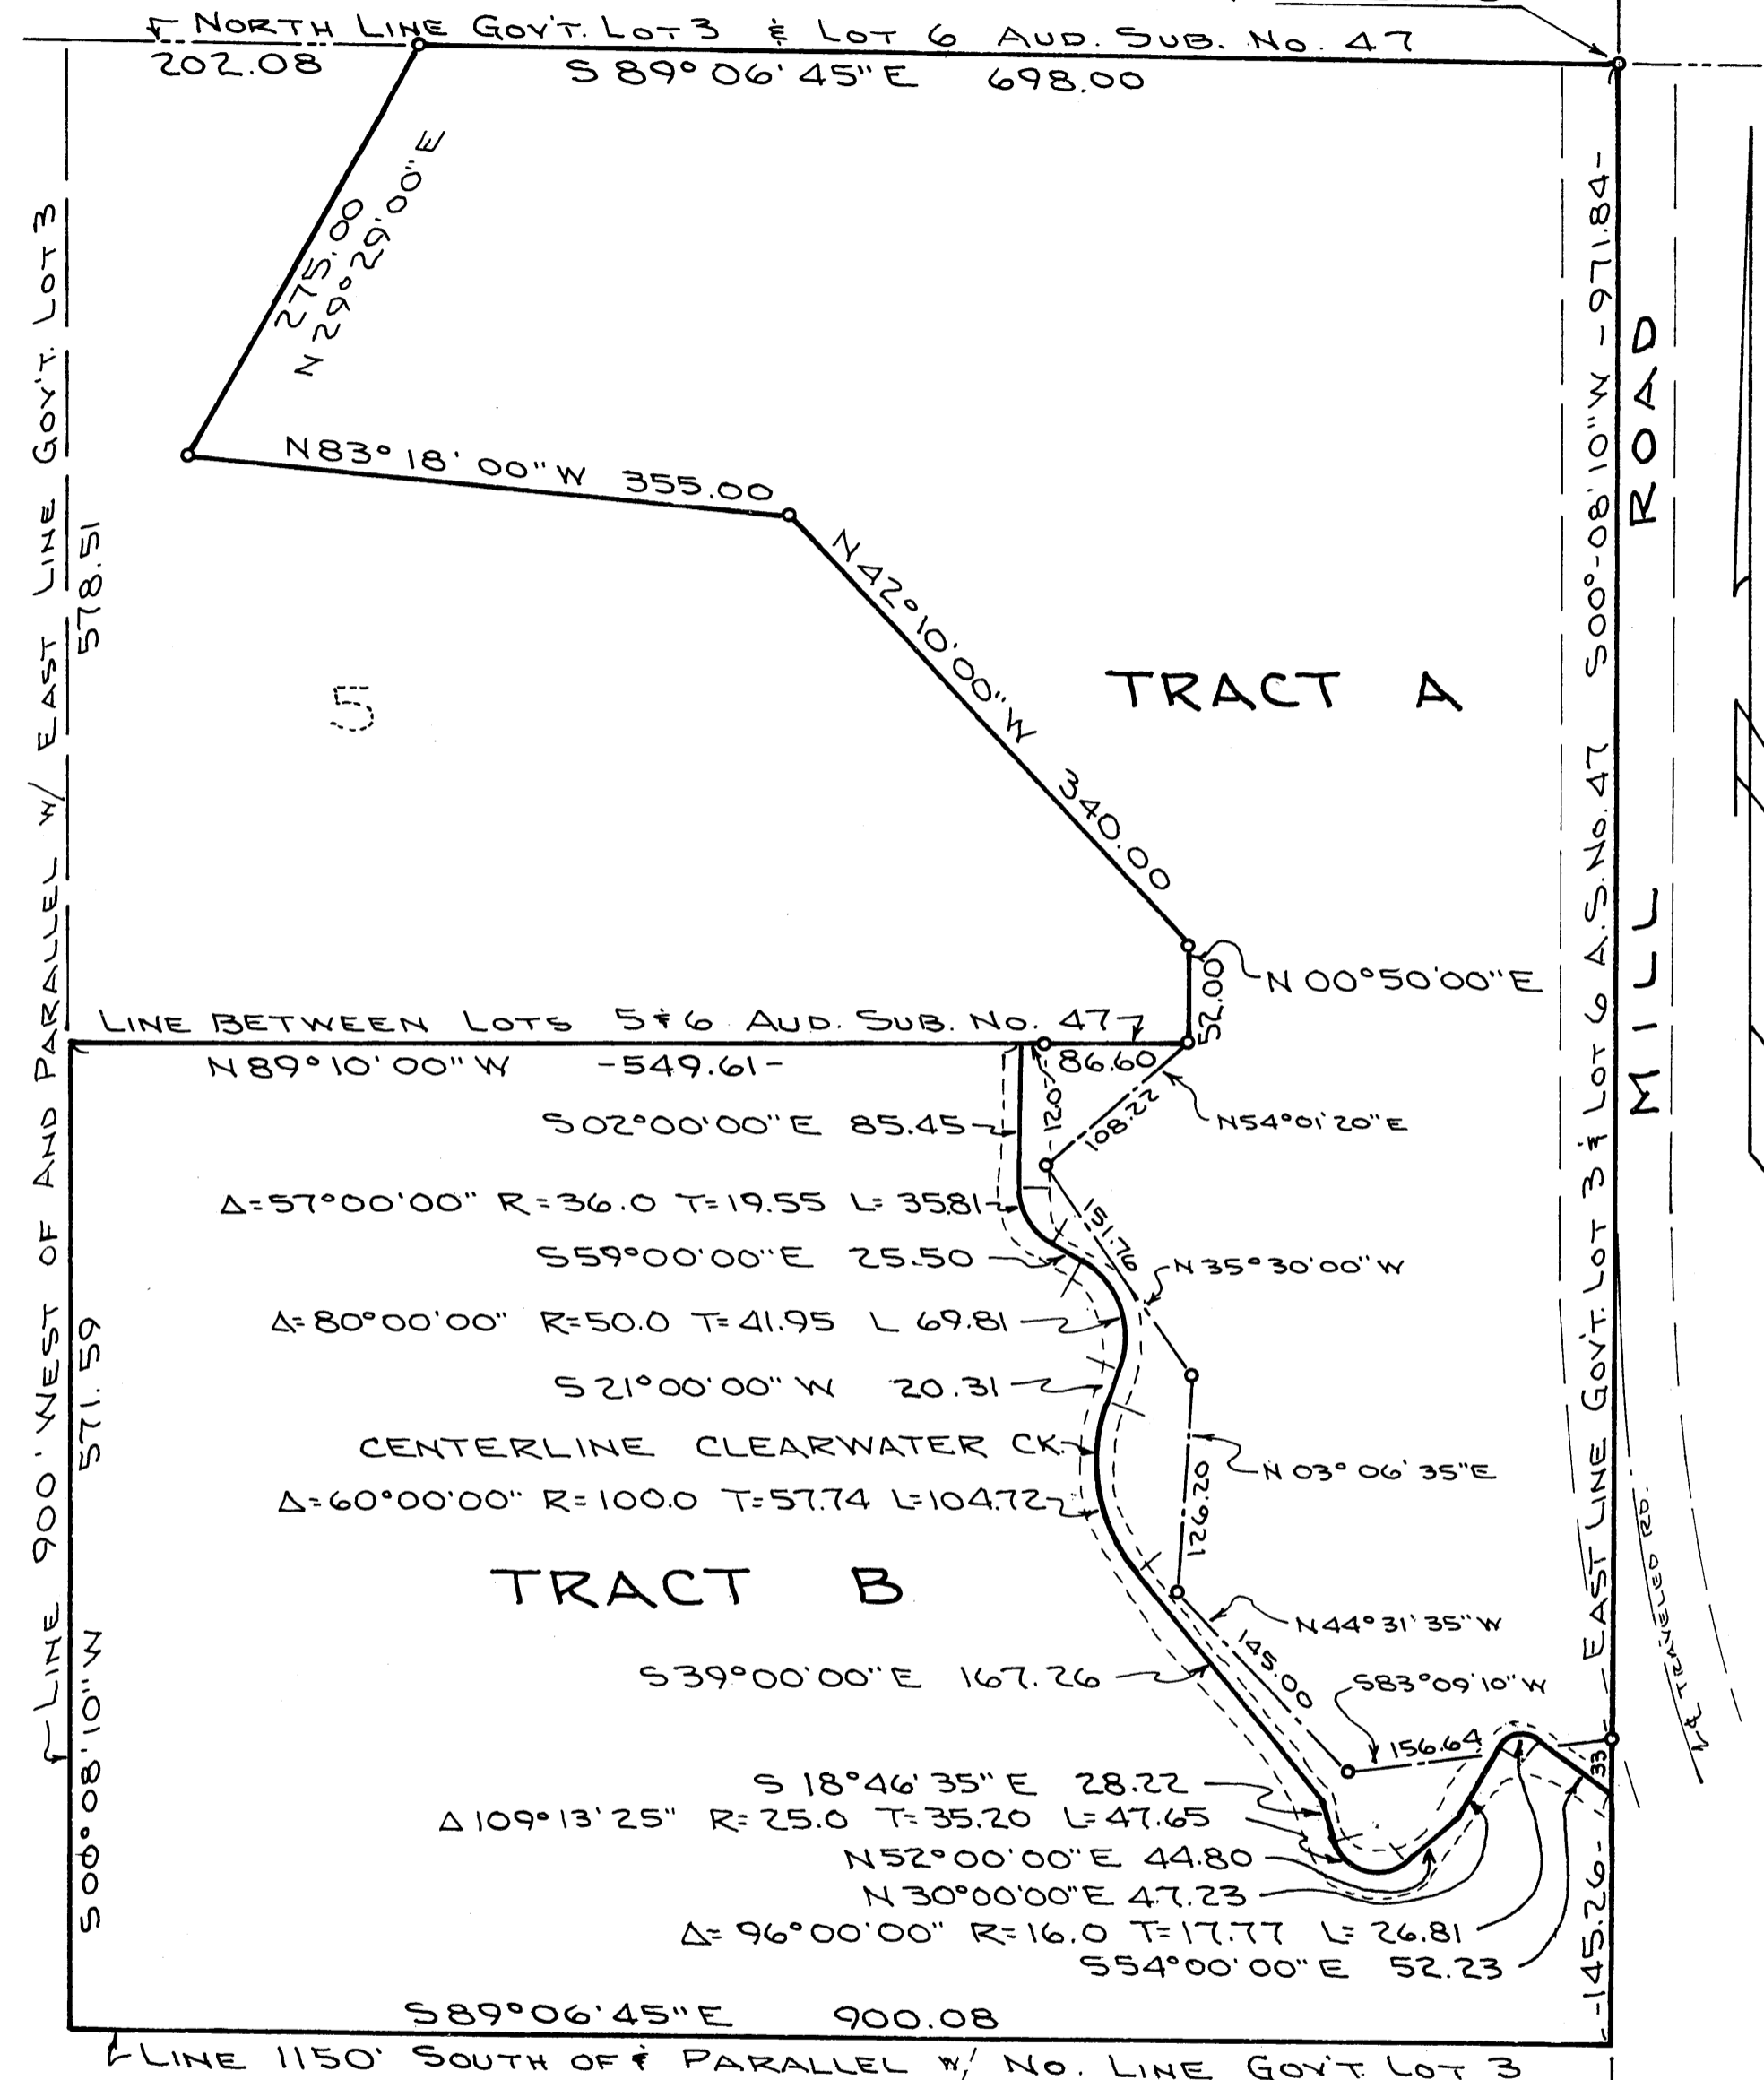 NORTH LINE GOV'T. LOT 3 & LOT 6 AUD. SUB. No. 47
202.08
S 89° 06' 45" E 698.00
275.00
N 29° 29' 00" E
N 83° 18' 00" W 355.00
N 42° 10' 00" W 340.00
5
TRACT A
52.00
N 00° 50' 00" E
578.51
LINE 900' WEST OF AND PARALLEL W/ EAST LINE GOV'T. LOT 3
S 00°-08' 10" W -971.84-
EAST LINE GOV'T. LOT 3 & LOT 6 A.S. No. 47
MILL ROAD
LINE BETWEEN LOTS 5 & 6 AUD. SUB. No. 47
N 89° 10' 00" W -549.61-
86.60
120
108.22
N 54° 01' 20" E
S 02° 00' 00" E 85.45
Δ=57° 00' 00" R=36.0 T=19.55 L= 35.81
151.76
S 59° 00' 00" E 25.50
N 35° 30' 00" W
Δ=80° 00' 00" R=50.0 T=41.95 L 69.81
S 21° 00' 00" W 20.31
CENTERLINE CLEARWATER CK.
N 03° 06' 35" E
126.20
Δ=60° 00' 00" R=100.0 T=57.74 L=104.72
571.59
S 00° 08' 10" W
TRACT B
N 44° 31' 35" W
145.00
S 39° 00' 00" E 167.26
S 83° 09' 10" W
156.64
33
TRAVELED RD.
S 18° 46' 35" E 28.22
Δ 109° 13' 25" R=25.0 T=35.20 L=47.65
N 52° 00' 00" E 44.80
N 30° 00' 00" E 47.23
Δ= 96° 00' 00" R=16.0 T=17.77 L= 26.81
S 54° 00' 00" E 52.23
-145.26-
S 89° 06' 45" E 900.08
LINE 1150' SOUTH OF & PARALLEL W/ NO. LINE GOV'T. LOT 3